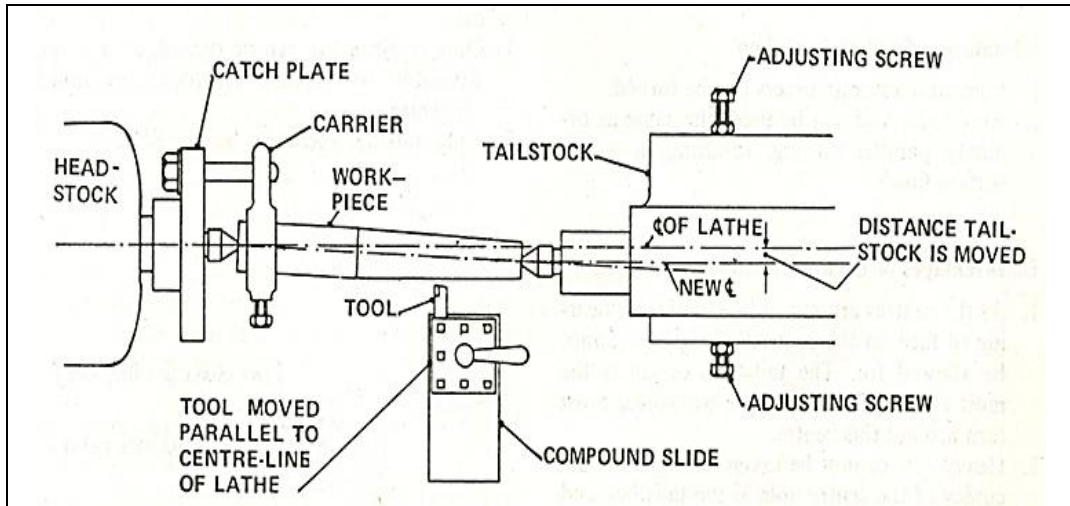 CATCH PLATE
CARRIER
HEAD-
STOCK
WORK-
PIECE
ADJUSTING SCREW
TAILSTOCK
℄ OF LATHE
DISTANCE TAIL-
STOCK IS MOVED
NEW ℄
TOOL
TOOL MOVED
PARALLEL TO
CENTRE-LINE
OF LATHE
ADJUSTING SCREW
COMPOUND SLIDE